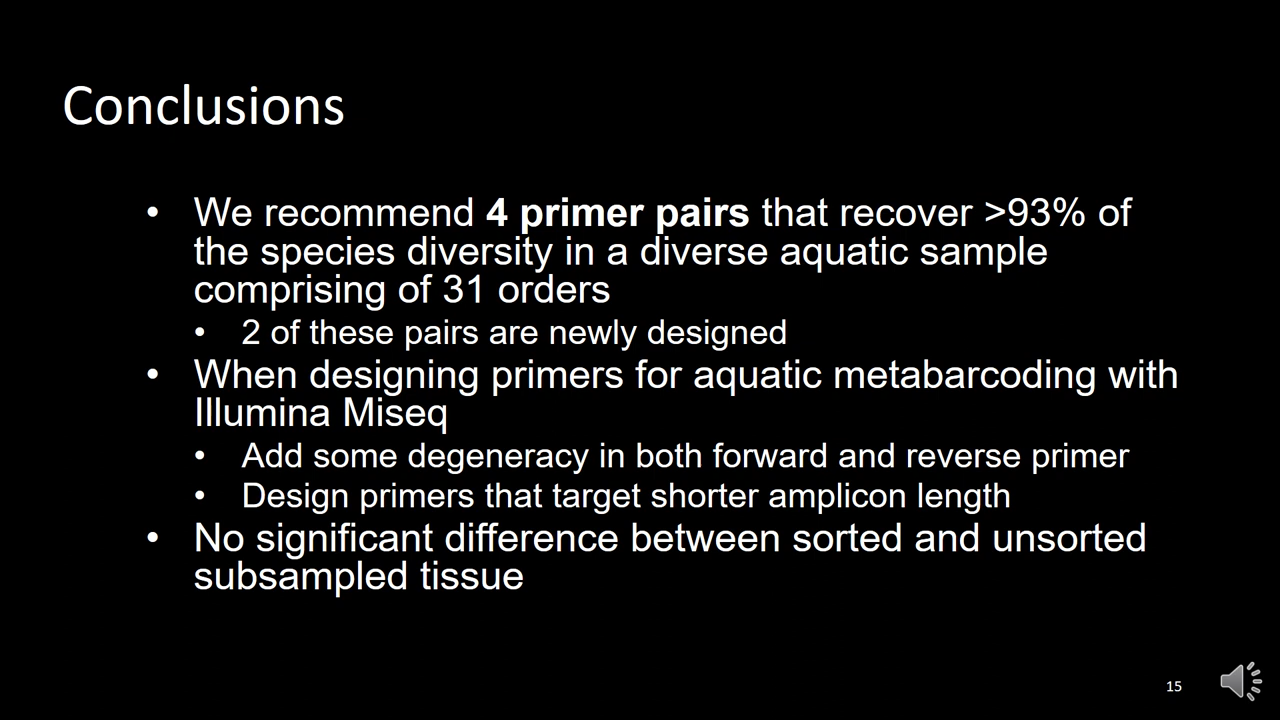 Conclusions
• We recommend 4 primer pairs that recover >93% of
the species diversity in a diverse aquatic sample
comprising of 31 orders
• 2 of these pairs are newly designed
• When designing primers for aquatic metabarcoding with
Illumina Miseq
• Add some degeneracy in both forward and reverse primer
• Design primers that target shorter amplicon length
• No significant difference between sorted and unsorted
subsampled tissue
15